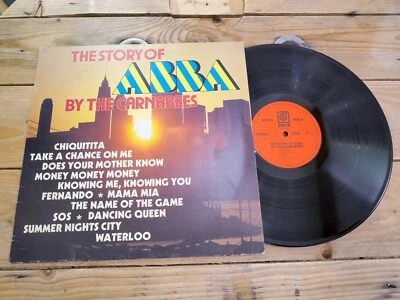 THE STORY OF
ABBA
BY THE CARNABEES
CHIQUITITA
TAKE A CHANCE ON ME
DOES YOUR MOTHER KNOW
MONEY MONEY MONEY
KNOWING ME, KNOWING YOU
FERNANDO ★ MAMA MIA
THE NAME OF THE GAME
SOS ★ DANCING QUEEN
SUMMER NIGHTS CITY
WATERLOO